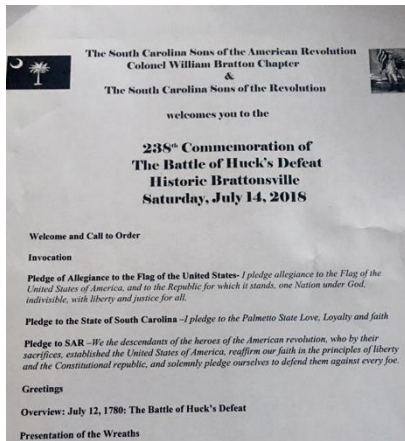 The South Carolina Sons of the American Revolution
Colonel William Bratton Chapter
&
The South Carolina Sons of the Revolution
welcomes you to the
238th Commemoration of
The Battle of Huck's Defeat
Historic Brattonsville
Saturday, July 14, 2018
Welcome and Call to Order
Invocation
Pledge of Allegiance to the Flag of the United States- I pledge allegiance to the Flag of the
United States of America, and to the Republic for which it stands, one Nation under God,
indivisible, with liberty and justice for all.
Pledge to the State of South Carolina –I pledge to the Palmetto State Love, Loyalty and faith
Pledge to SAR –We the descendants of the heroes of the American revolution, who by their
sacrifices, established the United States of America, reaffirm our faith in the principles of liberty
and the Constitutional republic, and solemnly pledge ourselves to defend them against every foe.
Greetings
Overview: July 12, 1780: The Battle of Huck's Defeat
Presentation of the Wreaths